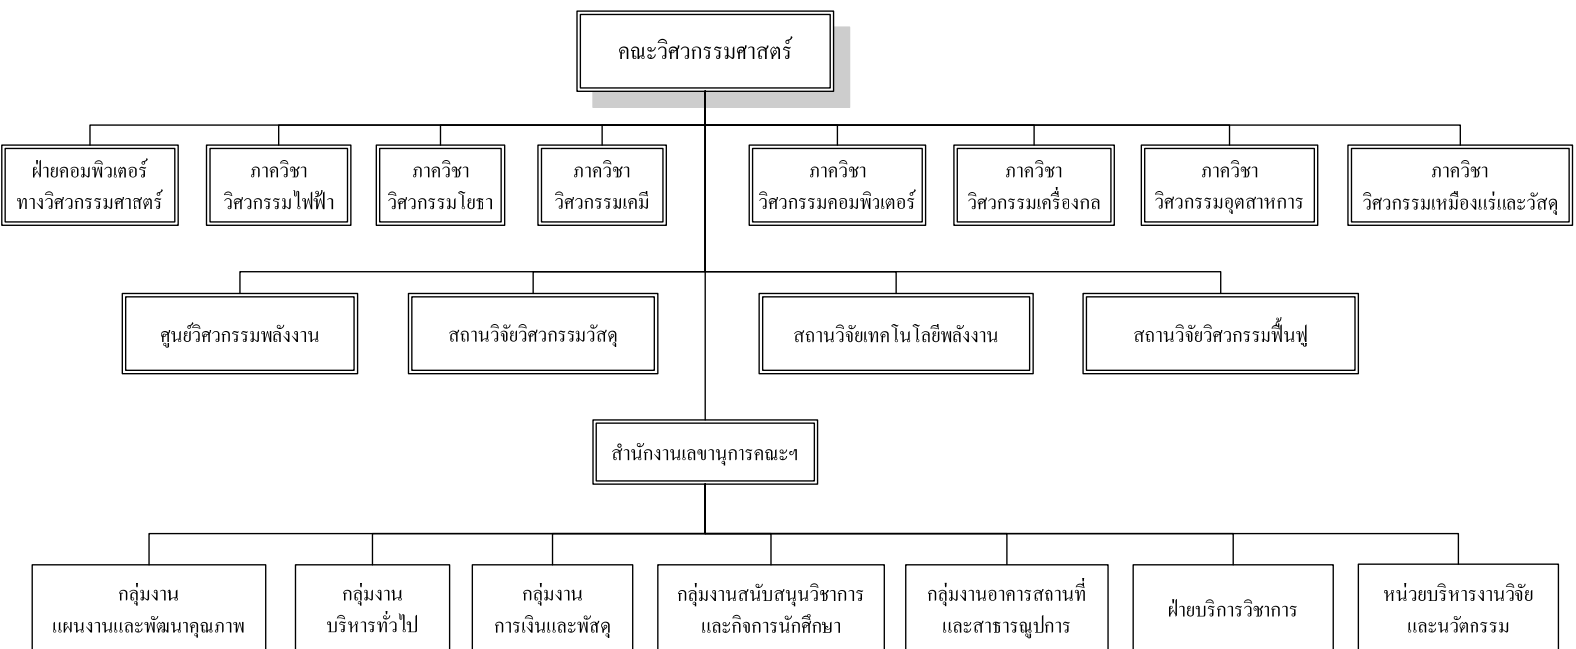 คณะวิศวกรรมศาสตร์
ฝ่ายคอมพิวเตอร์
ทางวิศวกรรมศาสตร์
ภาควิชา
วิศวกรรมไฟฟ้า
ภาควิชา
วิศวกรรมโยธา
ภาควิชา
วิศวกรรมเคมี
ภาควิชา
วิศวกรรมคอมพิวเตอร์
ภาควิชา
วิศวกรรมเครื่องกล
ภาควิชา
วิศวกรรมอุตสาหการ
ภาควิชา
วิศวกรรมเหมืองแร่และวัสดุ
ศูนย์วิศวกรรมพลังงาน
สถานวิจัยวิศวกรรมวัสดุ
สถานวิจัยเทคโนโลยีพลังงาน
สถานวิจัยวิศวกรรมฟื้นฟู
สำนักงานเลขานุการคณะฯ
กลุ่มงาน
แผนงานและพัฒนาคุณภาพ
กลุ่มงาน
บริหารทั่วไป
กลุ่มงาน
การเงินและพัสดุ
กลุ่มงานสนับสนุนวิชาการ
และกิจการนักศึกษา
กลุ่มงานอาคารสถานที่
และสาธารณูปการ
ฝ่ายบริการวิชาการ
หน่วยบริหารงานวิจัย
และนวัตกรรม